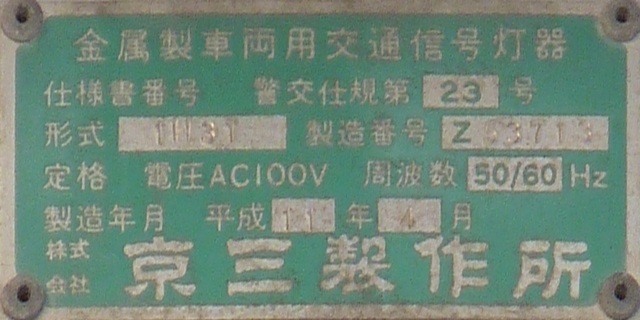 金属製車両用交通信号灯器
仕様書番号 警交仕規第 23 号
形式 製造番号 Z
定格 電圧AC100V 周波数 50/60 Hz
製造年月 平成 11 年 4 月
株式会社 京三製作所